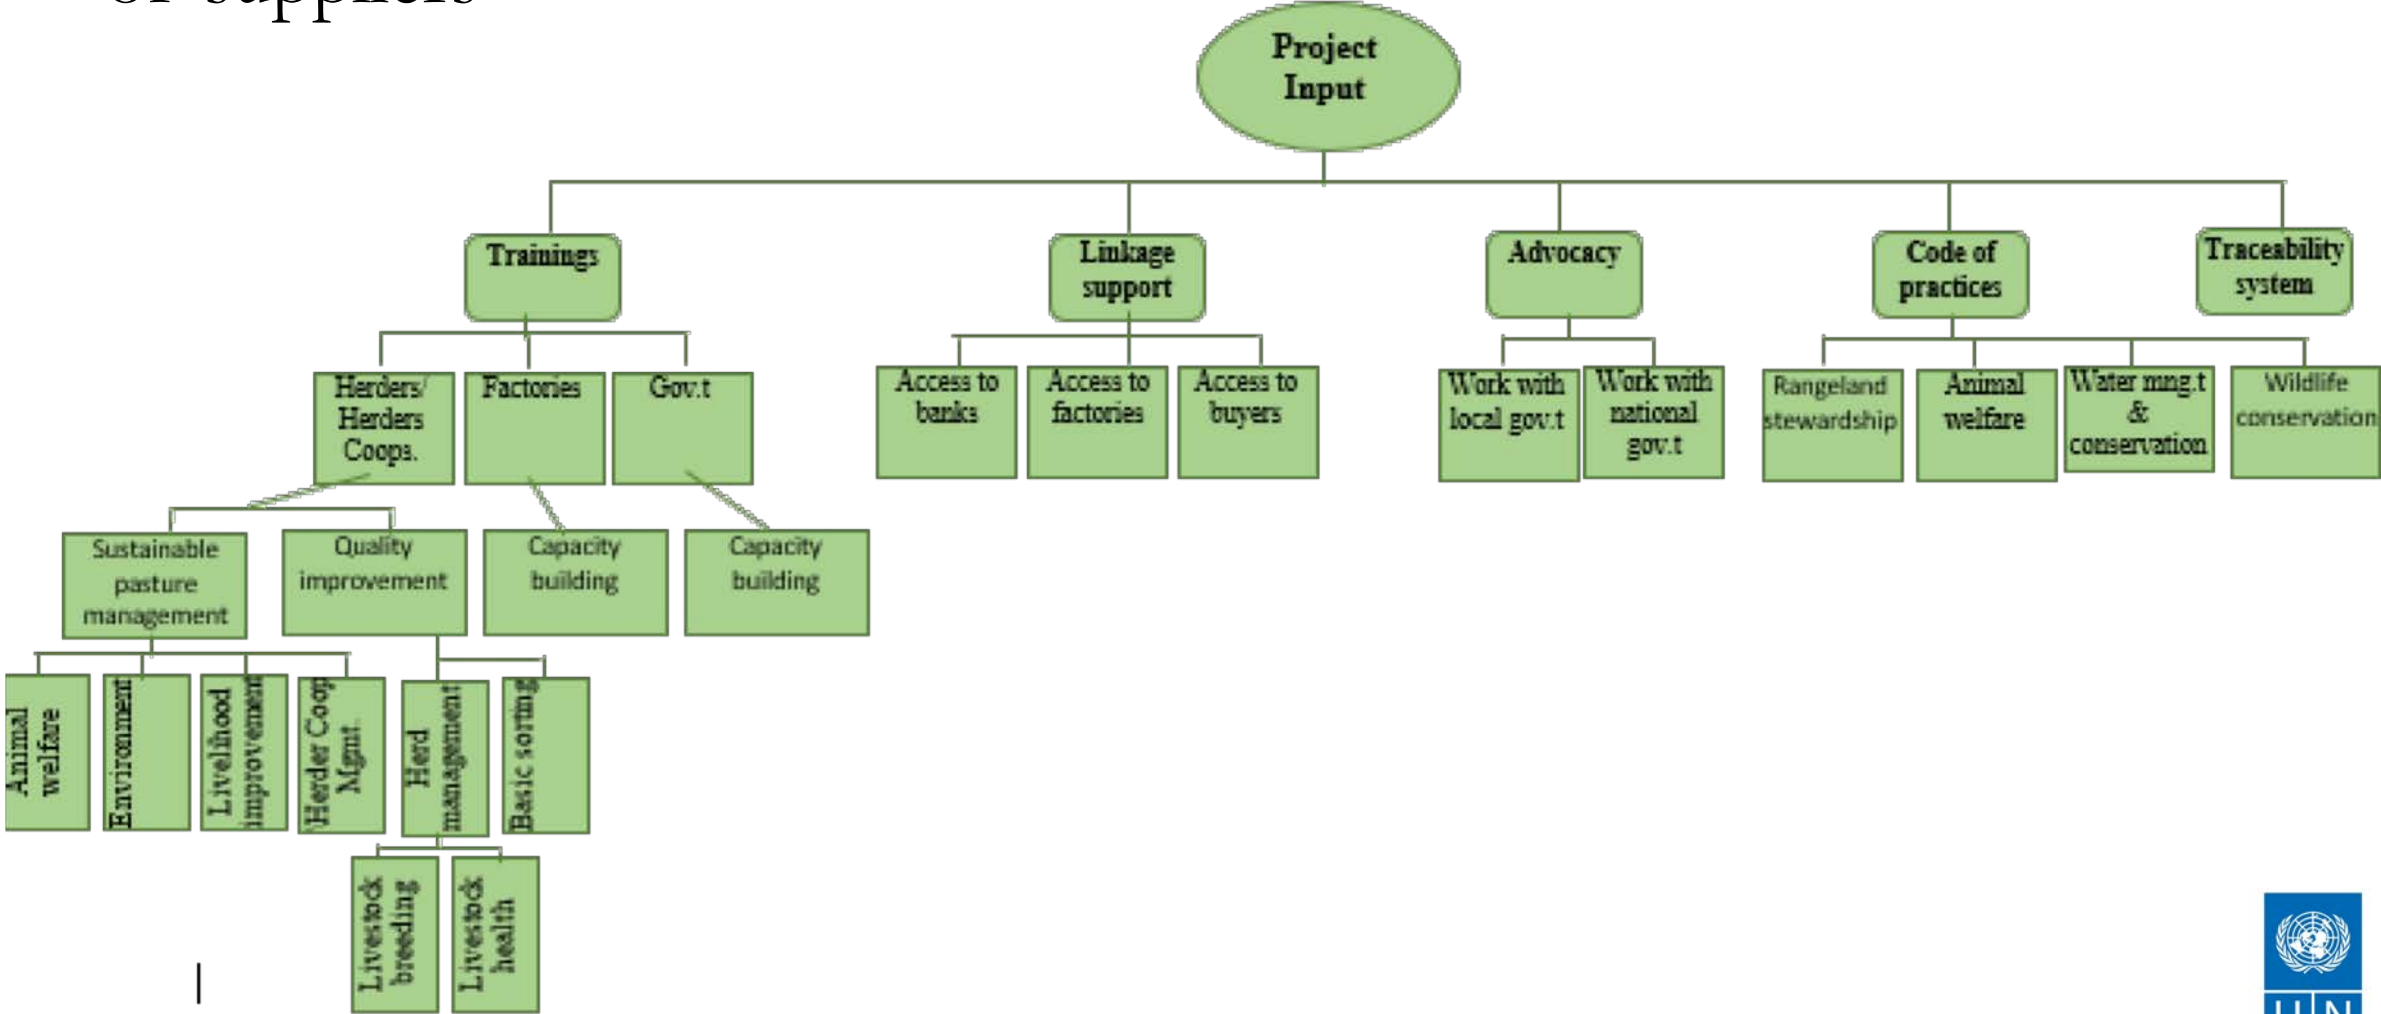 of suppliers
Project
Input
Trainings
Linkage
support
Advocacy
Code of
practices
Traceability
system
Herders/
Herders
Coops.
Factories
Gov.t
Access to
banks
Access to
factories
Access to
buyers
Work with
local gov.t
Work with
national
gov.t
Rangeland
stewardship
Animal
welfare
Water mng.t
&
conservation
Wildlife
conservation
Sustainable
pasture
management
Quality
improvement
Capacity
building
Capacity
building
Animal
welfare
Environment
Livelihood
improvement
Herder Coop
Mgmt.
Herd
management
Basic sorting
Livestock
breeding
Livestock
health
U N